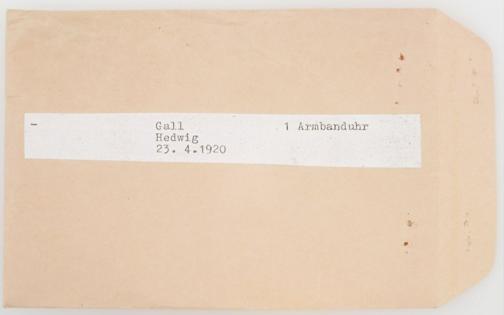 - Gall 1 Armbanduhr
Hedwig
23. 4.1920